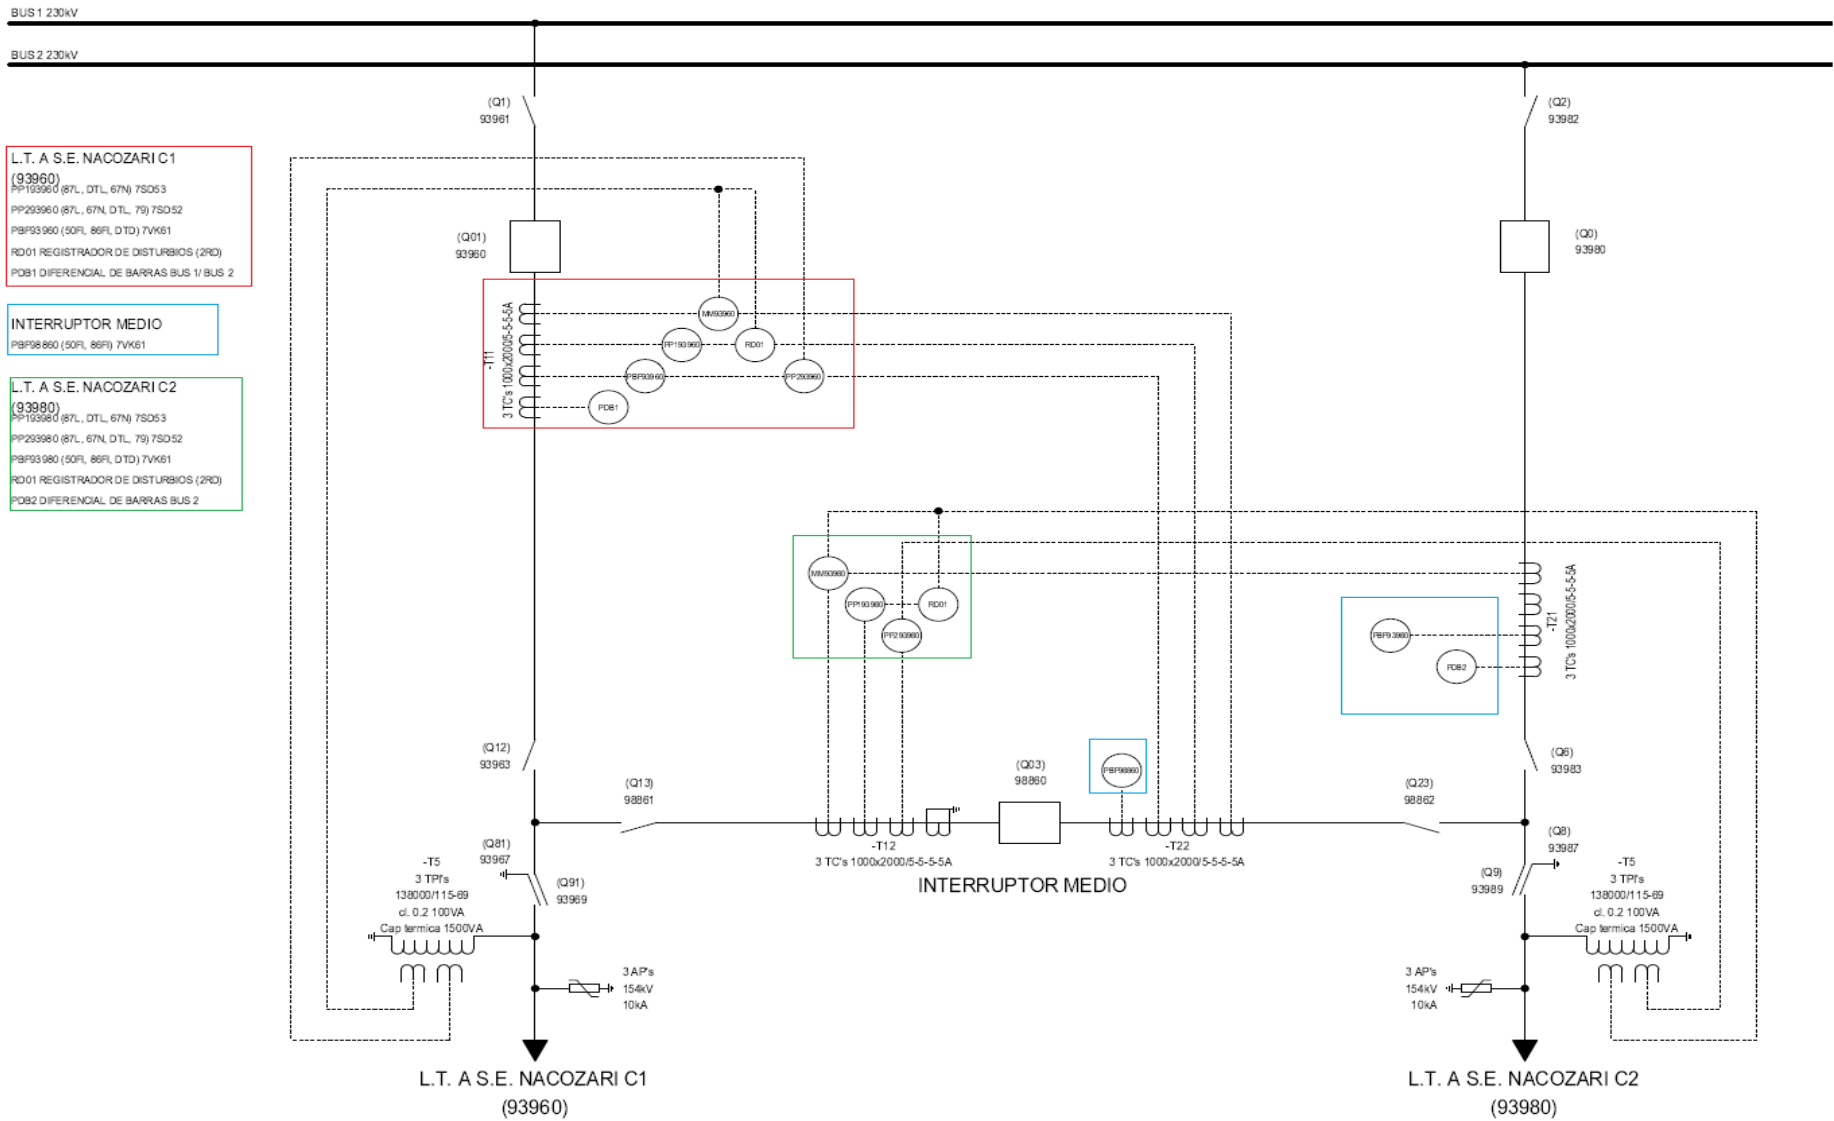 BUS 1 230kV
BUS 2 230kV
(Q1)
93961
(Q2)
93982
L.T. A S.E. NACOZARI C1
(93960)
PP193960 (87L, DTL, 67N) 7SD53
PP293960 (87L, 67N, DTL, 79) 7SD52
PBF93960 (50FI, 86FI, DTD) 7VK61
RD01 REGISTRADOR DE DISTURBIOS (2RD)
PDB1 DIFERENCIAL DE BARRAS BUS 1/ BUS 2
INTERRUPTOR MEDIO
PBF98860 (50FI, 86FI) 7VK61
L.T. A S.E. NACOZARI C2
(93980)
PP193980 (87L, DTL, 67N) 7SD53
PP293980 (87L, 67N, DTL, 79) 7SD52
PBF93980 (50FI, 86FI, DTD) 7VK61
RD01 REGISTRADOR DE DISTURBIOS (2RD)
PDB2 DIFERENCIAL DE BARRAS BUS 2
(Q01)
93960
(Q0)
93980
-T11
3 TC's 1000x2000/5-5-5-5A
MM93960
PP193960
RD01
PBF93960
PP293960
PDB1
MM93980
PP193980
RD01
PP293980
-T21
3 TC's 1000x2000/5-5-5-5A
PBF93980
PDB2
(Q12)
93963
(Q13)
98861
(Q03)
98860
PBF98860
(Q23)
98862
(Q6)
93983
-T12
3 TC's 1000x2000/5-5-5-5A
-T22
3 TC's 1000x2000/5-5-5-5A
INTERRUPTOR MEDIO
(Q81)
93967
(Q91)
93969
(Q8)
93987
(Q9)
93989
-T5
3 TPI's
138000/115-69
cl. 0.2 100VA
Cap termica 1500VA
-T5
3 TPI's
138000/115-69
cl. 0.2 100VA
Cap termica 1500VA
3 AP's
154kV
10kA
3 AP's
154kV
10kA
L.T. A S.E. NACOZARI C1
(93960)
L.T. A S.E. NACOZARI C2
(93980)